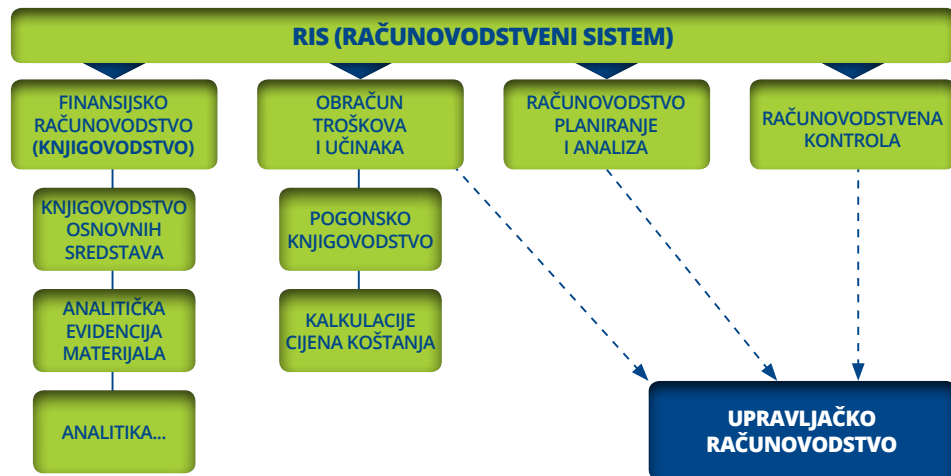 RIS (RAČUNOVODSTVENI SISTEM)
FINANSIJSKO
RAČUNOVODSTVO
(KNJIGOVODSTVO)
OBRAČUN
TROŠKOVA
I UČINAKA
RAČUNOVODSTVO
PLANIRANJE
I ANALIZA
RAČUNOVODSTVENA
KONTROLA
KNJIGOVODSTVO
OSNOVNIH
SREDSTAVA
POGONSKO
KNJIGOVODSTVO
ANALITIČKA
EVIDENCIJA
MATERIJALA
KALKULACIJE
CIJENA KOŠTANJA
ANALITIKA...
UPRAVLJAČKO
RAČUNOVODSTVO